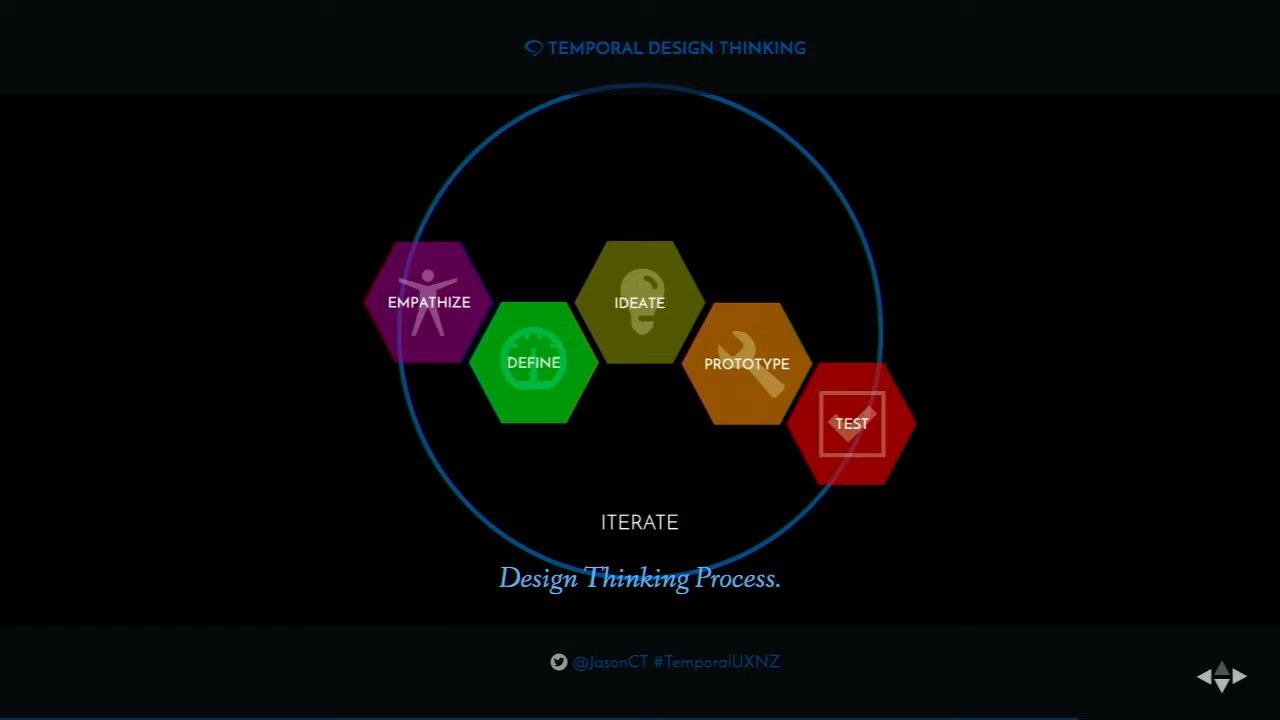 TEMPORAL DESIGN THINKING
EMPATHIZE
DEFINE
IDEATE
PROTOTYPE
TEST
ITERATE
Design Thinking Process.
@JasonCT #TemporalUXNZ